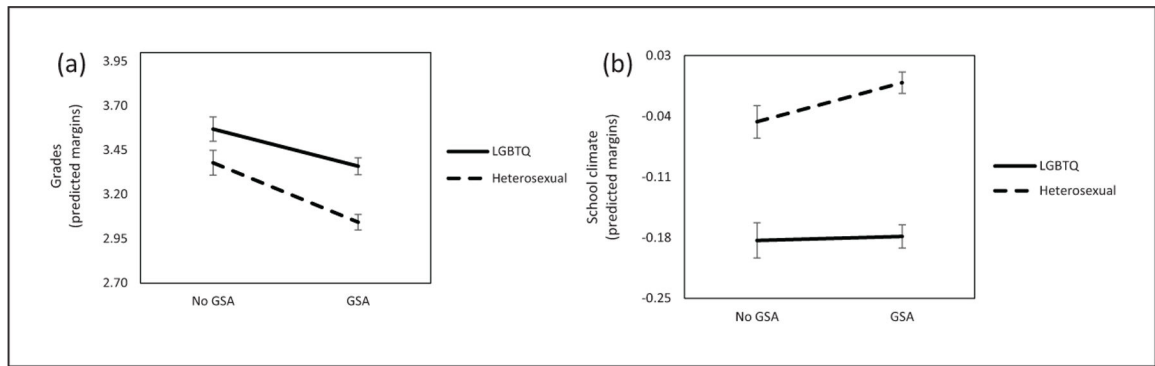 (a)
Grades
(predicted margins)
3.95
3.70
3.45
3.20
2.95
2.70
No GSA
GSA
LGBTQ
Heterosexual
(b)
School climate
(predicted margins)
0.03
-0.04
-0.11
-0.18
-0.25
No GSA
GSA
LGBTQ
Heterosexual